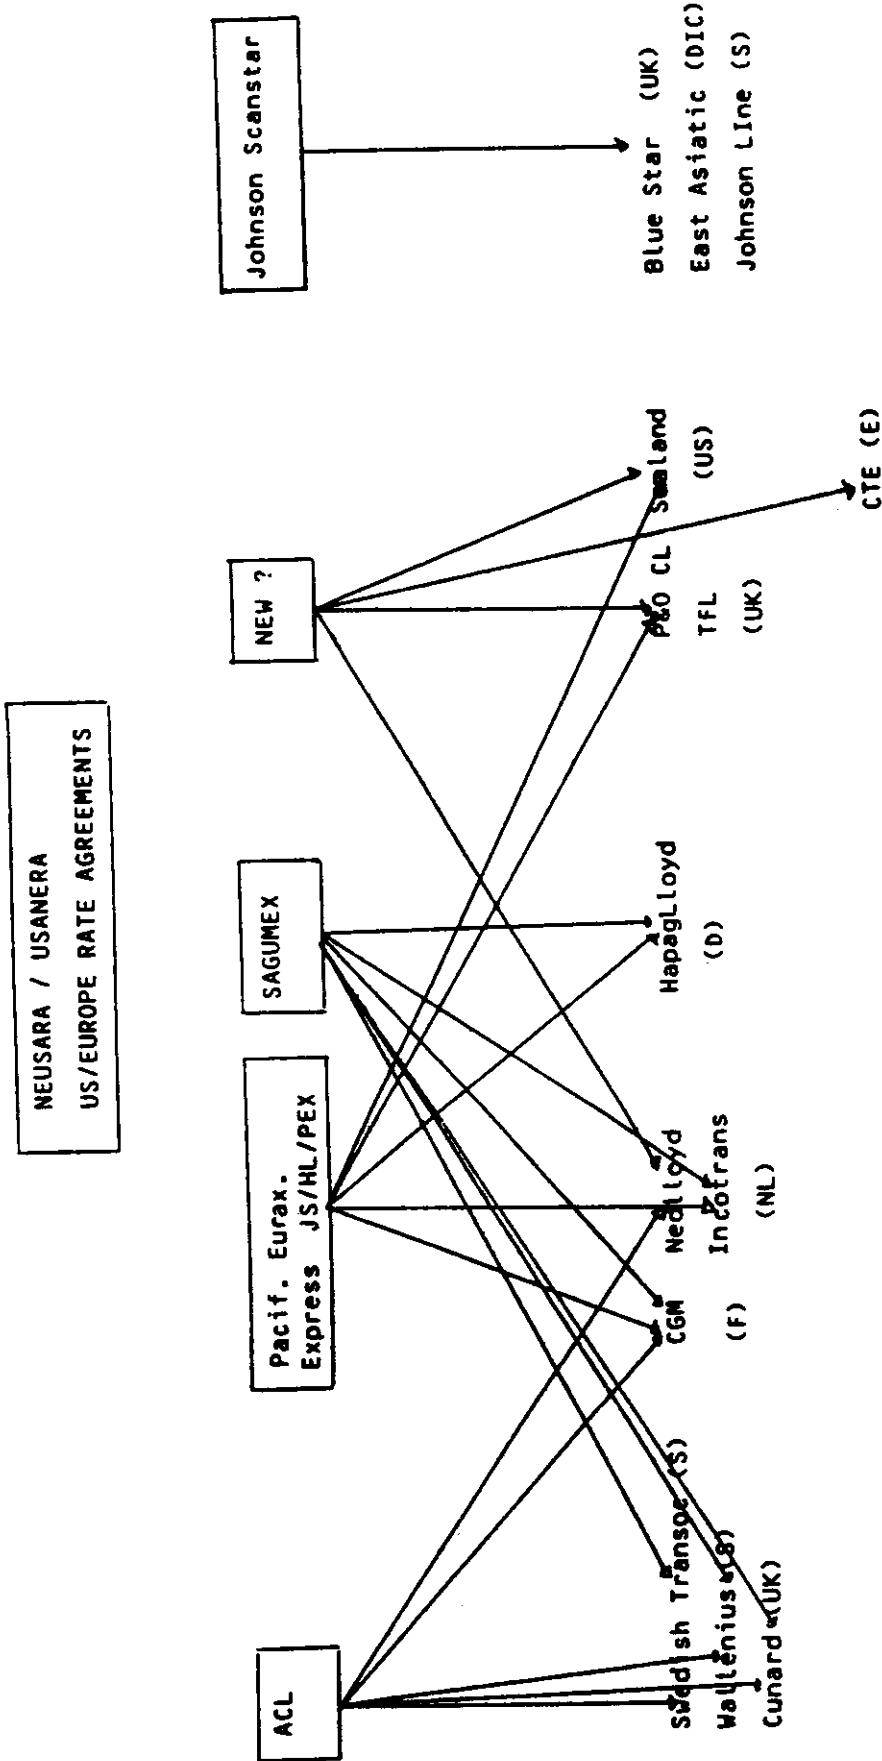 NEUSARA / USANERA
US/EUROPE RATE AGREEMENTS
ACL
Pacif. Eurax.
Express JS/HL/PEX
SAGUMEX
NEW ?
Johnson Scanstar
Swedish Transoc (S)
Wallenius (S)
Cunard (UK)
CGM
(F)
Nedlloyd
Incotrans
(NL)
HapagLloyd
(D)
P&O CL
TFL
(UK)
Sealand
(US)
CTE (E)
Blue Star (UK)
East Asiatic (DIC)
Johnson LIne (S)